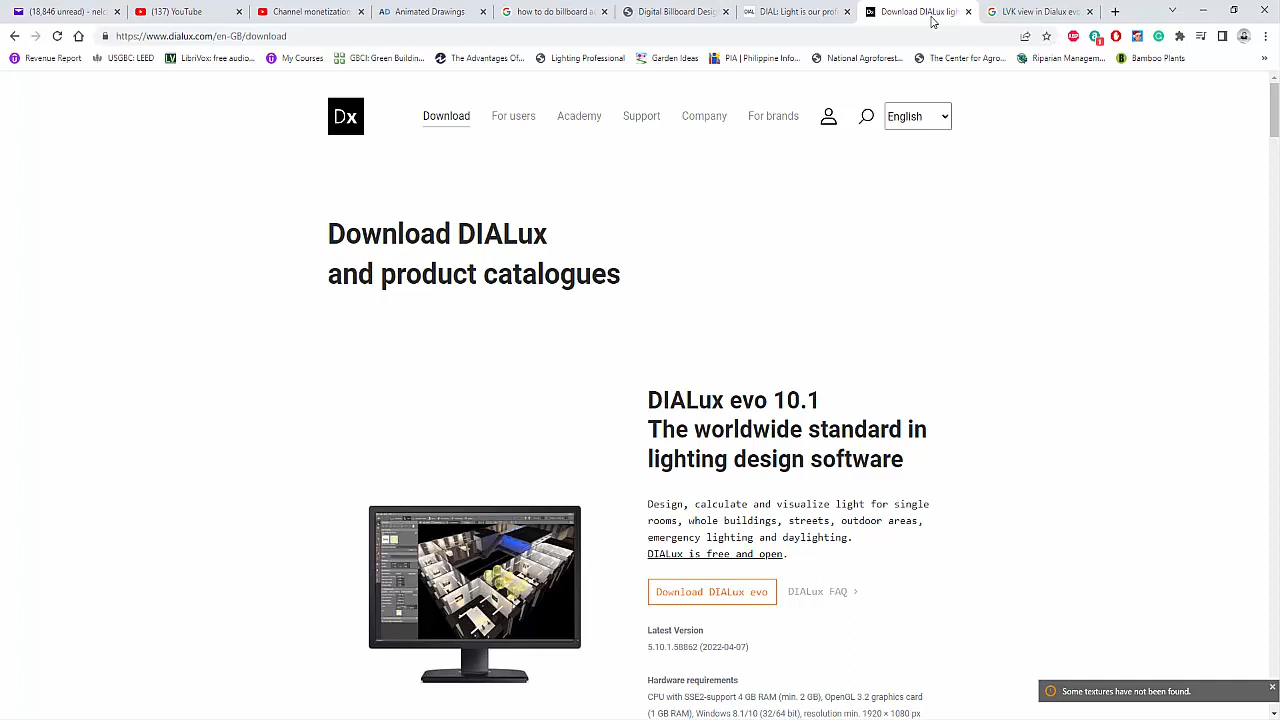 (18,846 unread) - nelc
(137) YouTube
Channel monetization
AD Animated Drawings
how to do billboard a
Digital Billboard Desig
DIAL: Light is our pro
Download DIALux ligh
LVK view in Dialux evo
https://www.dialux.com/en-GB/download
Revenue Report
USGBC: LEED
LibriVox: free audio...
My Courses
GBCI: Green Building...
The Advantages Of...
Lighting Professional
Garden Ideas
PIA | Philippine Info...
National Agroforest...
The Center for Agro...
Riparian Managem...
Bamboo Plants
Dx
Download
For users
Academy
Support
Company
For brands
English
Download DIALux
and product catalogues
DIALux evo 10.1
The worldwide standard in
lighting design software
Design, calculate and visualize light for single
rooms, whole buildings, streets, outdoor areas,
emergency lighting and daylighting.
DIALux is free and open.
Download DIALux evo
DIALux FAQ >
Latest Version
5.10.1.58862 (2022-04-07)
Hardware requirements
CPU with SSE2-support 4 GB RAM (min. 2 GB), OpenGL 3.2 graphics card
(1 GB RAM), Windows 8.1/10 (32/64 bit), resolution min. 1920 × 1080 px
Some textures have not been found.